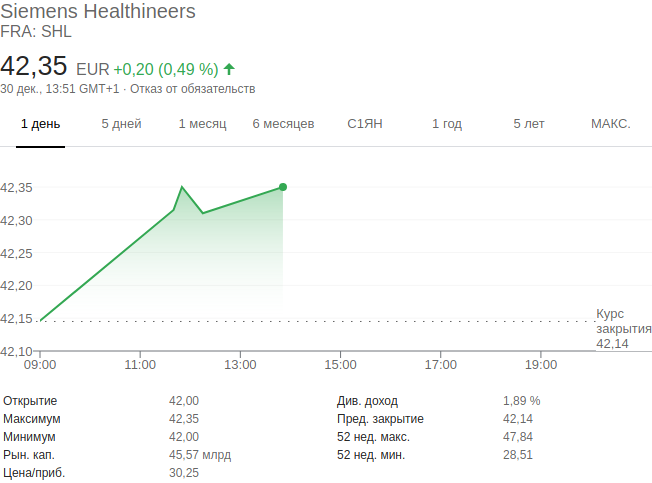 Siemens Healthineers
FRA: SHL
42,35 EUR +0,20 (0,49 %)
30 дек., 13:51 GMT+1 · Отказ от обязательств
1 день 5 дней 1 месяц 6 месяцев С1ЯН 1 год 5 лет МАКС.
42,35
42,30
42,25
42,20
42,15
42,10
Курс
закрытия
42,14
09:00 11:00 13:00 15:00 17:00 19:00
Открытие 42,00 Див. доход 1,89 %
Максимум 42,35 Пред. закрытие 42,14
Минимум 42,00 52 нед. макс. 47,84
Рын. кап. 45,57 млрд 52 нед. мин. 28,51
Цена/приб. 30,25